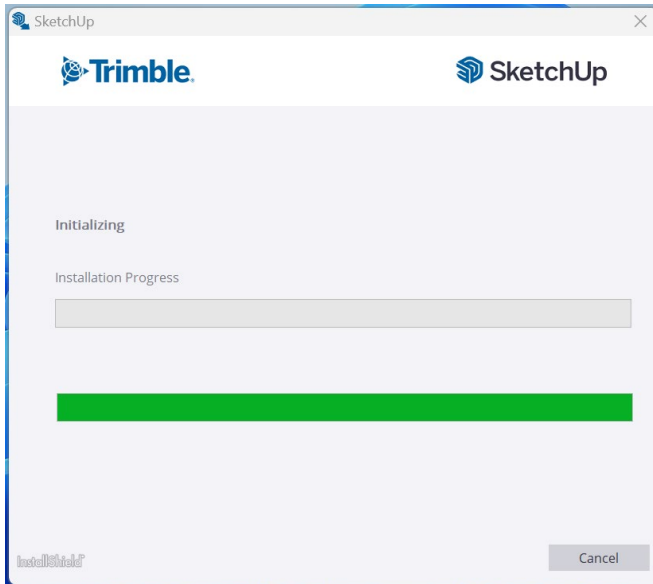 SketchUp
Trimble.
SketchUp
Initializing
Installation Progress
InstallShield
Cancel